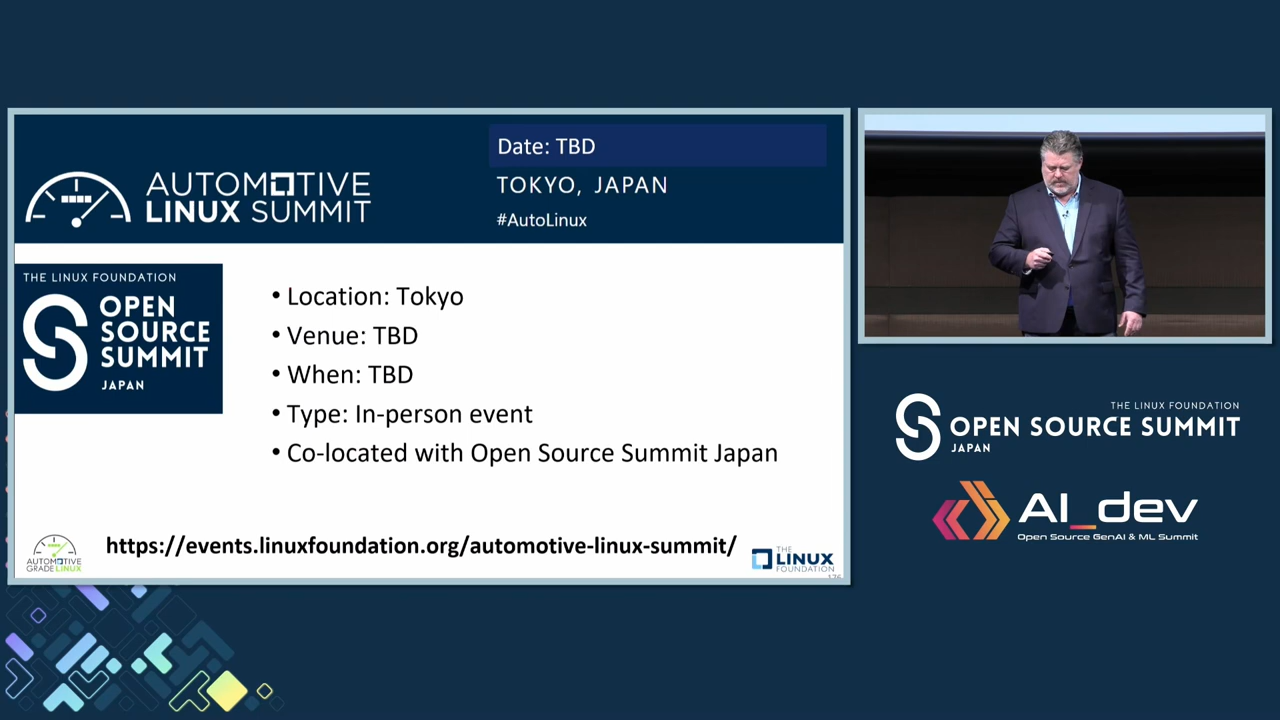 Date: TBD
AUTOMOTIVE
LINUX SUMMIT
TOKYO, JAPAN
#AutoLinux
THE LINUX FOUNDATION
OPEN
SOURCE
SUMMIT
JAPAN
• Location: Tokyo
• Venue: TBD
• When: TBD
• Type: In-person event
• Co-located with Open Source Summit Japan
https://events.linuxfoundation.org/automotive-linux-summit/
AUTOMOTIVE
GRADE LINUX
THE
LINUX
FOUNDATION
THE LINUX FOUNDATION
OPEN SOURCE SUMMIT
JAPAN
AI_dev
Open Source GenAI & ML Summit